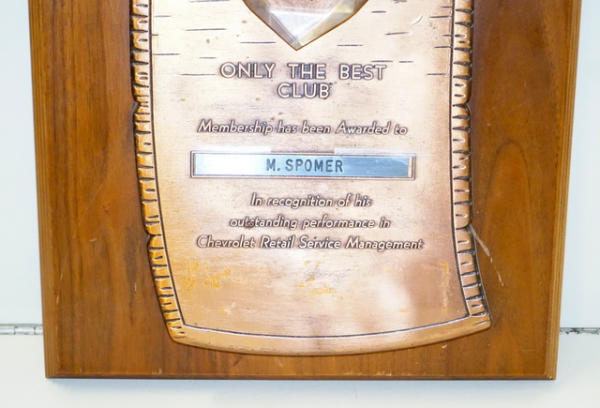 ONLY THE BEST
CLUB
Membership has been Awarded to
M. SPOMER
In recognition of his
outstanding performance in
Chevrolet Retail Service Management